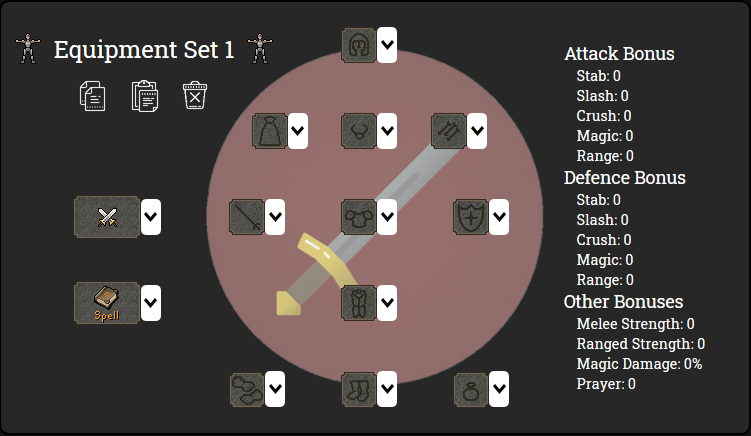 Equipment Set 1
Spell
Attack Bonus
Stab: 0
Slash: 0
Crush: 0
Magic: 0
Range: 0
Defence Bonus
Stab: 0
Slash: 0
Crush: 0
Magic: 0
Range: 0
Other Bonuses
Melee Strength: 0
Ranged Strength: 0
Magic Damage: 0%
Prayer: 0